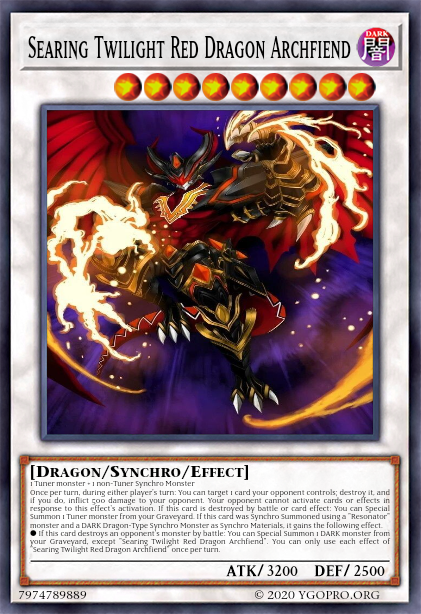 Searing Twilight Red Dragon Archfiend
DARK
闇
[Dragon/Synchro/Effect]
1 Tuner monster + 1 non-Tuner Synchro Monster
Once per turn, during either player's turn: You can target 1 card your opponent controls; destroy it, and
if you do, inflict 500 damage to your opponent. Your opponent cannot activate cards or effects in
response to this effect's activation. If this card is destroyed by battle or card effect: You can Special
Summon 1 Tuner monster from your Graveyard. If this card was Synchro Summoned using a "Resonator"
monster and a DARK Dragon-Type Synchro Monster as Synchro Materials, it gains the following effect.
● If this card destroys an opponent's monster by battle: You can Special Summon 1 DARK monster from
your Graveyard, except "Searing Twilight Red Dragon Archfiend". You can only use each effect of
"Searing Twilight Red Dragon Archfiend" once per turn.
ATK/ 3200 DEF/ 2500
7974789889 © 2020 YGOPRO.ORG